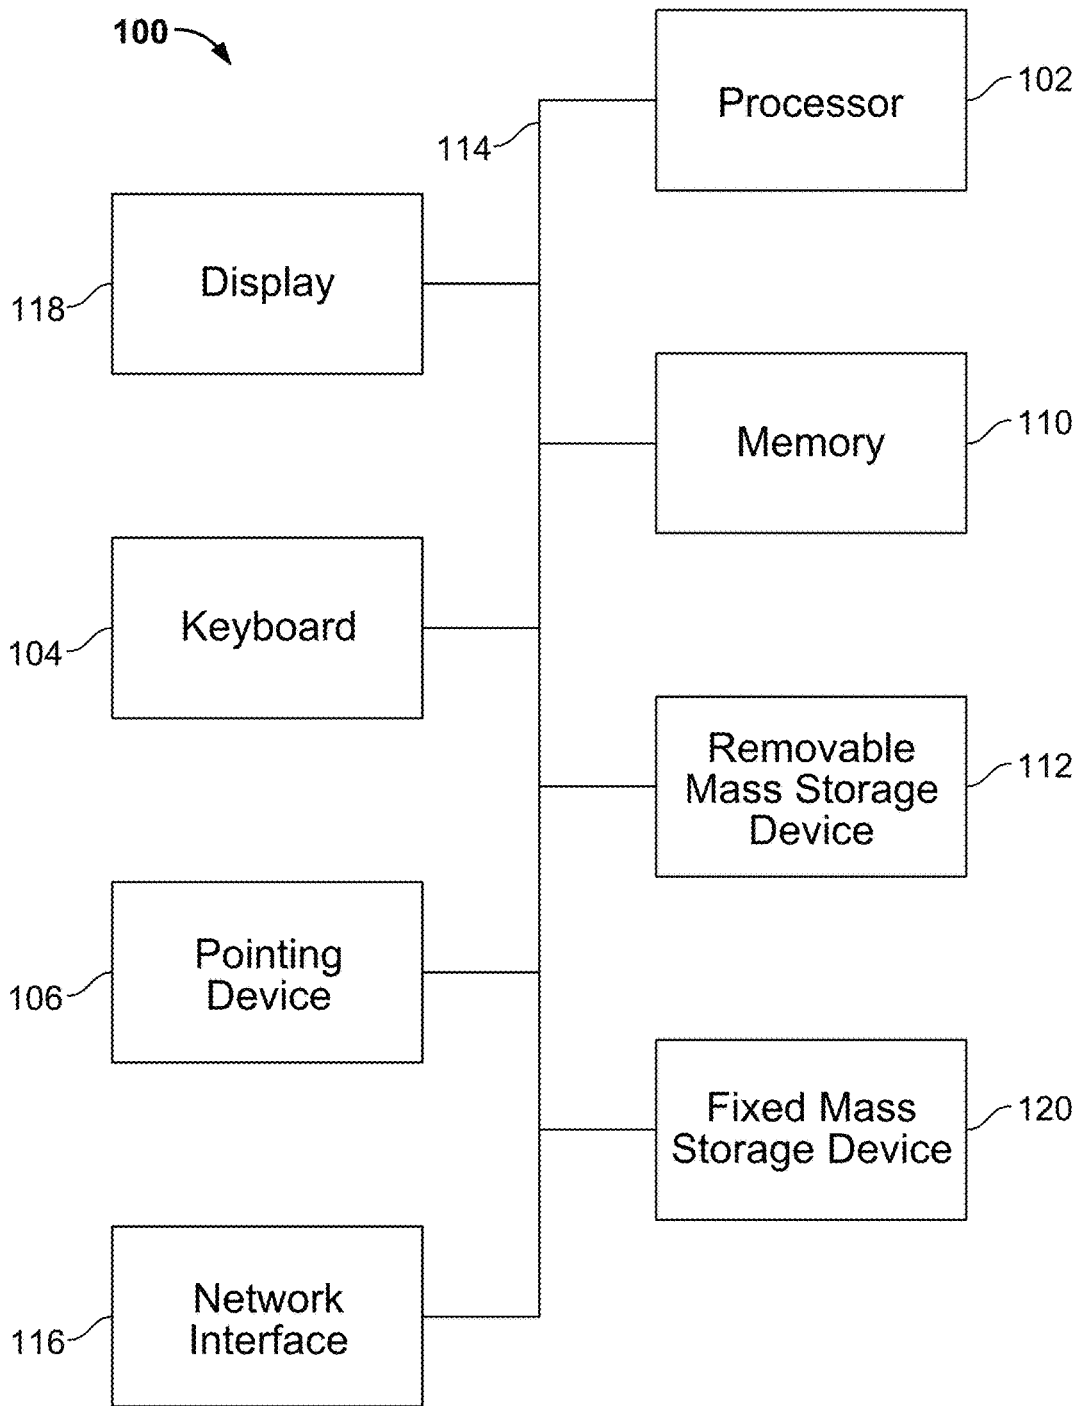 100
Processor
102
114
Display
118
Memory
110
Keyboard
104
Removable
Mass Storage
Device
112
Pointing
Device
106
Fixed Mass
Storage Device
120
Network
Interface
116